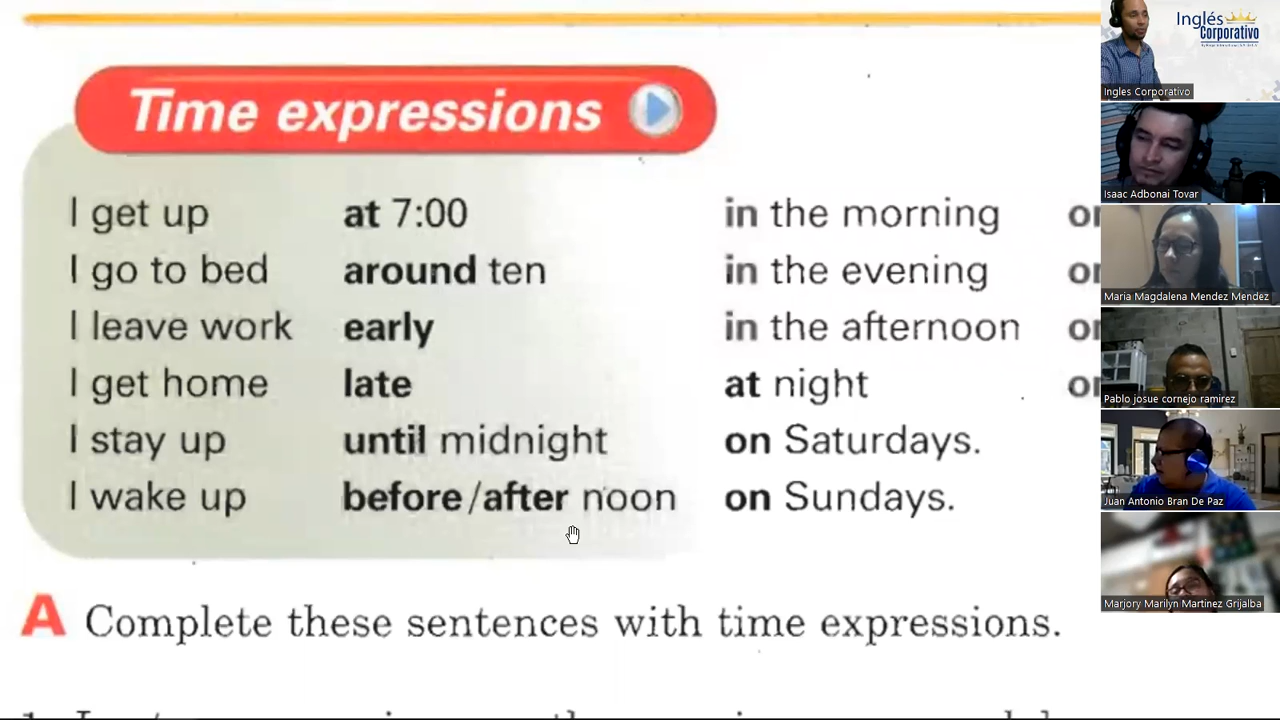 Time expressions
I get up at 7:00 in the morning
I go to bed around ten in the evening
I leave work early in the afternoon
I get home late at night
I stay up until midnight on Saturdays.
I wake up before/after noon on Sundays.
A Complete these sentences with time expressions.
Inglés
Corporativo
Ingles Corporativo
Isaac Adbonai Tovar
Maria Magdalena Mendez Mendez
Pablo josue cornejo ramirez
Juan Antonio Bran De Paz
Marjory Marilyn Martinez Grijalba